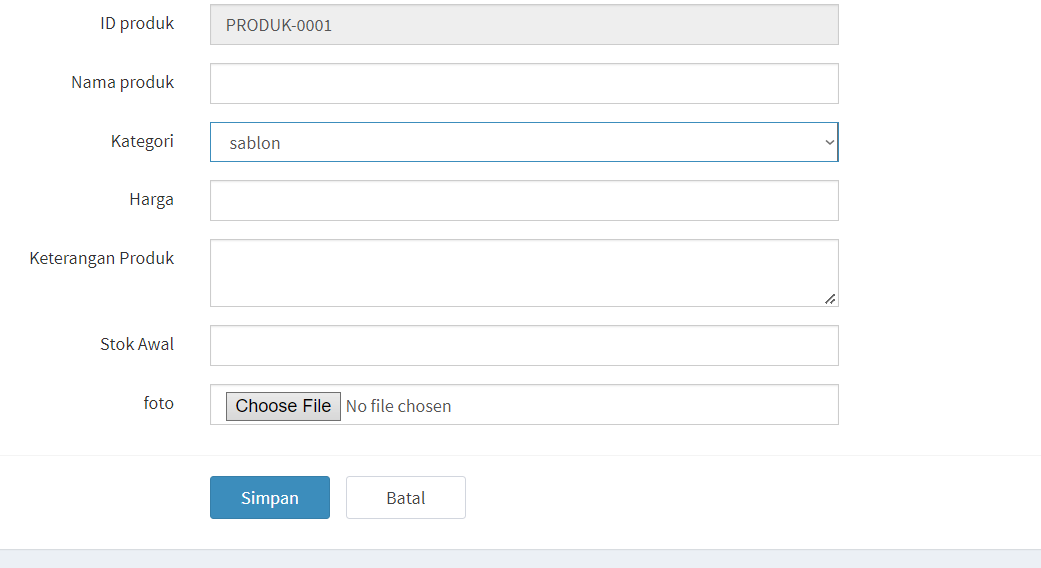 ID produk PRODUK-0001
Nama produk
Kategori sablon
Harga
Keterangan Produk
Stok Awal
foto Choose File No file chosen
Simpan Batal